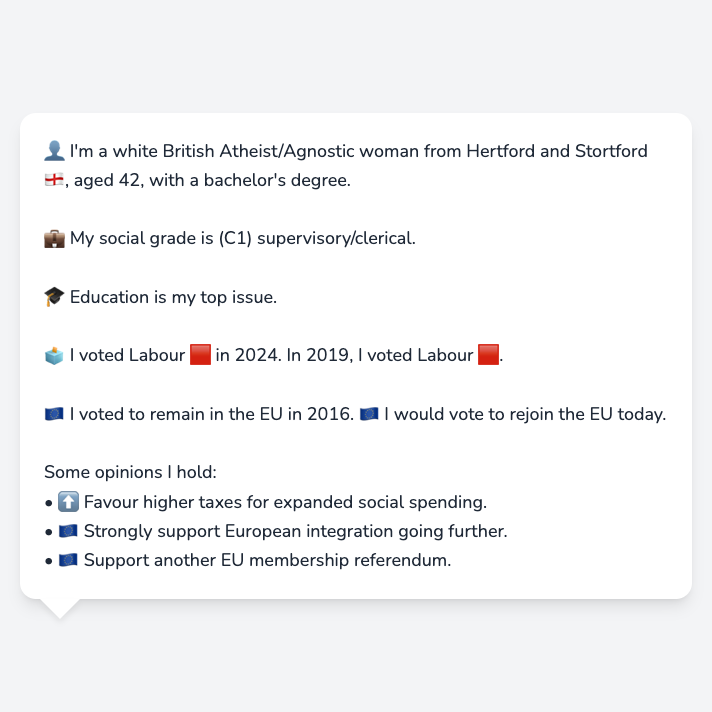 👤 I'm a white British Atheist/Agnostic woman from Hertford and Stortford
🏴󠁧󠁢󠁥󠁮󠁧󠁿, aged 42, with a bachelor's degree.
💼 My social grade is (C1) supervisory/clerical.
🎓 Education is my top issue.
🗳️ I voted Labour 🟥 in 2024. In 2019, I voted Labour 🟥.
🇪🇺 I voted to remain in the EU in 2016. 🇪🇺 I would vote to rejoin the EU today.
Some opinions I hold:
• ⬆️ Favour higher taxes for expanded social spending.
• 🇪🇺 Strongly support European integration going further.
• 🇪🇺 Support another EU membership referendum.